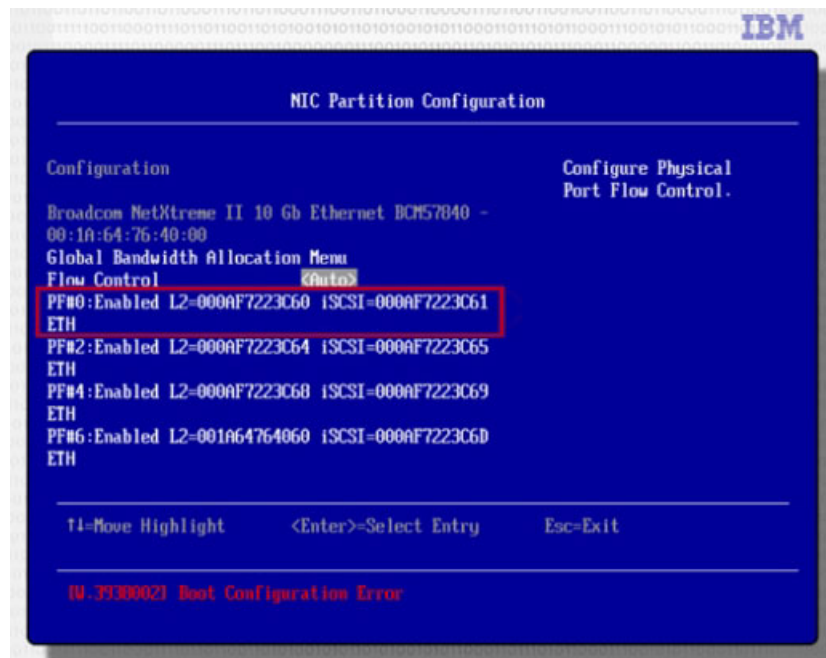 IBM
NIC Partition Configuration
Configuration
Configure Physical
Port Flow Control.
Broadcom NetXtreme II 10 Gb Ethernet BCM57840 -
00:1A:64:76:40:00
Global Bandwidth Allocation Menu
Flow Control <Auto>
PF#0:Enabled L2=000AF7223C60 iSCSI=000AF7223C61
ETH
PF#2:Enabled L2=000AF7223C64 iSCSI=000AF7223C65
ETH
PF#4:Enabled L2=000AF7223C68 iSCSI=000AF7223C69
ETH
PF#6:Enabled L2=001A64764060 iSCSI=000AF7223C6D
ETH
↑↓=Move Highlight <Enter>=Select Entry Esc=Exit
[W.3938002] Boot Configuration Error